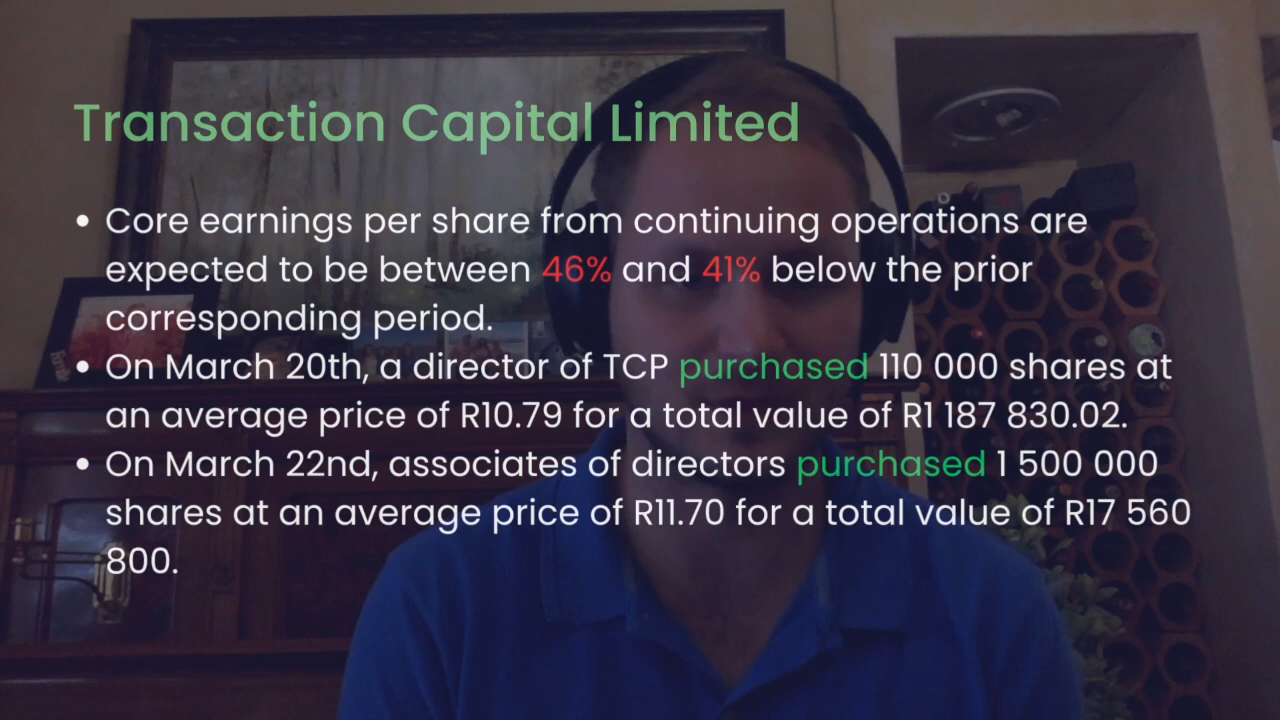 Transaction Capital Limited
• Core earnings per share from continuing operations are
expected to be between 46% and 41% below the prior
corresponding period.
• On March 20th, a director of TCP purchased 110 000 shares at
an average price of R10.79 for a total value of R1 187 830.02.
• On March 22nd, associates of directors purchased 1 500 000
shares at an average price of R11.70 for a total value of R17 560
800.